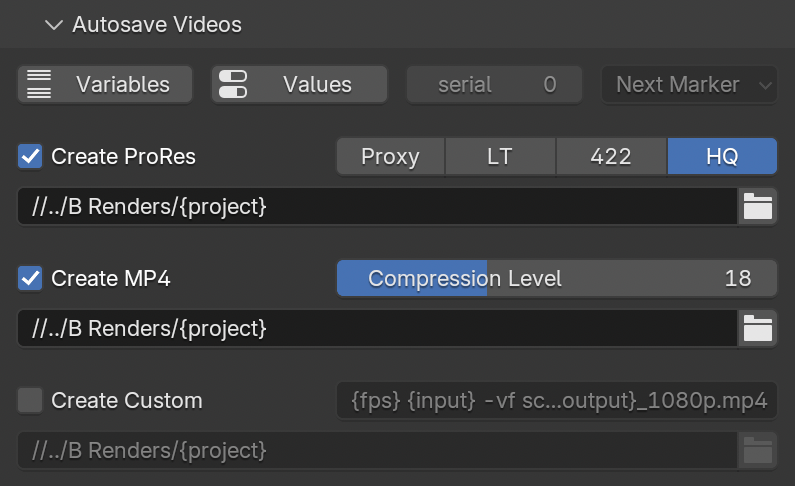 Autosave Videos
Variables Values serial 0 Next Marker
Create ProRes Proxy LT 422 HQ
//../B Renders/{project}
Create MP4 Compression Level 18
//../B Renders/{project}
Create Custom {fps} {input} -vf sc...output}_1080p.mp4
//../B Renders/{project}